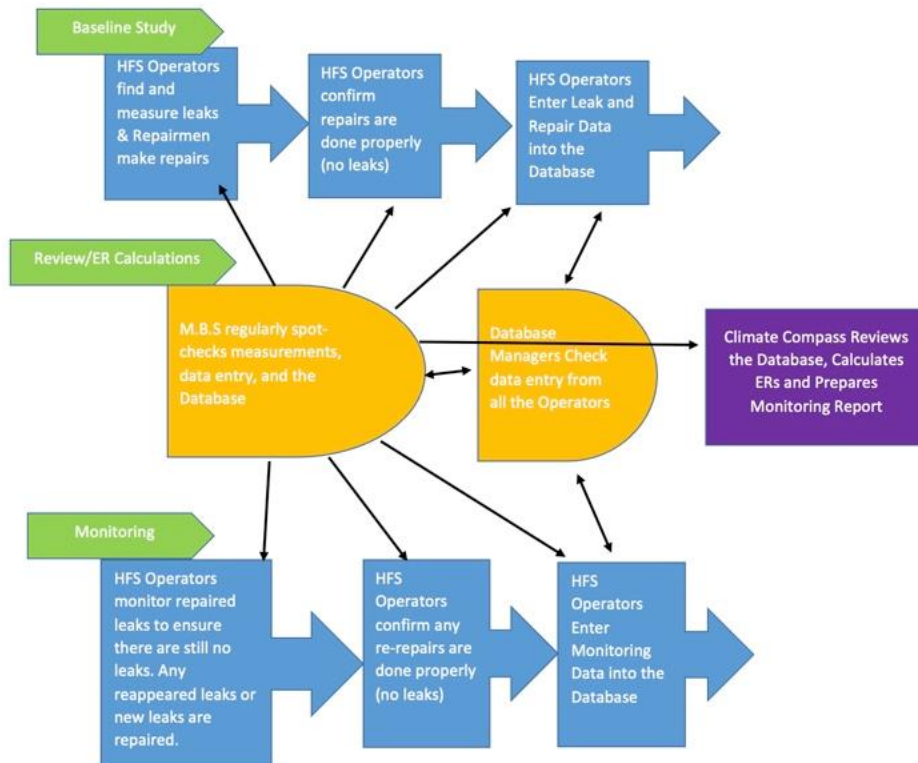 Baseline Study
HFS Operators
find and
measure leaks
& Repairmen
make repairs
HFS Operators
confirm
repairs are
done properly
(no leaks)
HFS Operators
Enter Leak and
Repair Data
into the
Database
Review/ER Calculations
M.B.S regularly spot-
checks measurements,
data entry, and the
Database
Database
Managers Check
data entry from
all the Operators
Climate Compass Reviews
the Database, Calculates
ERs and Prepares
Monitoring Report
Monitoring
HFS Operators
monitor repaired
leaks to ensure
there are still no
leaks. Any
reappeared leaks or
new leaks are
repaired.
HFS
Operators
confirm any
re-repairs are
done properly
(no leaks)
HFS
Operators
Enter
Monitoring
Data into the
Database